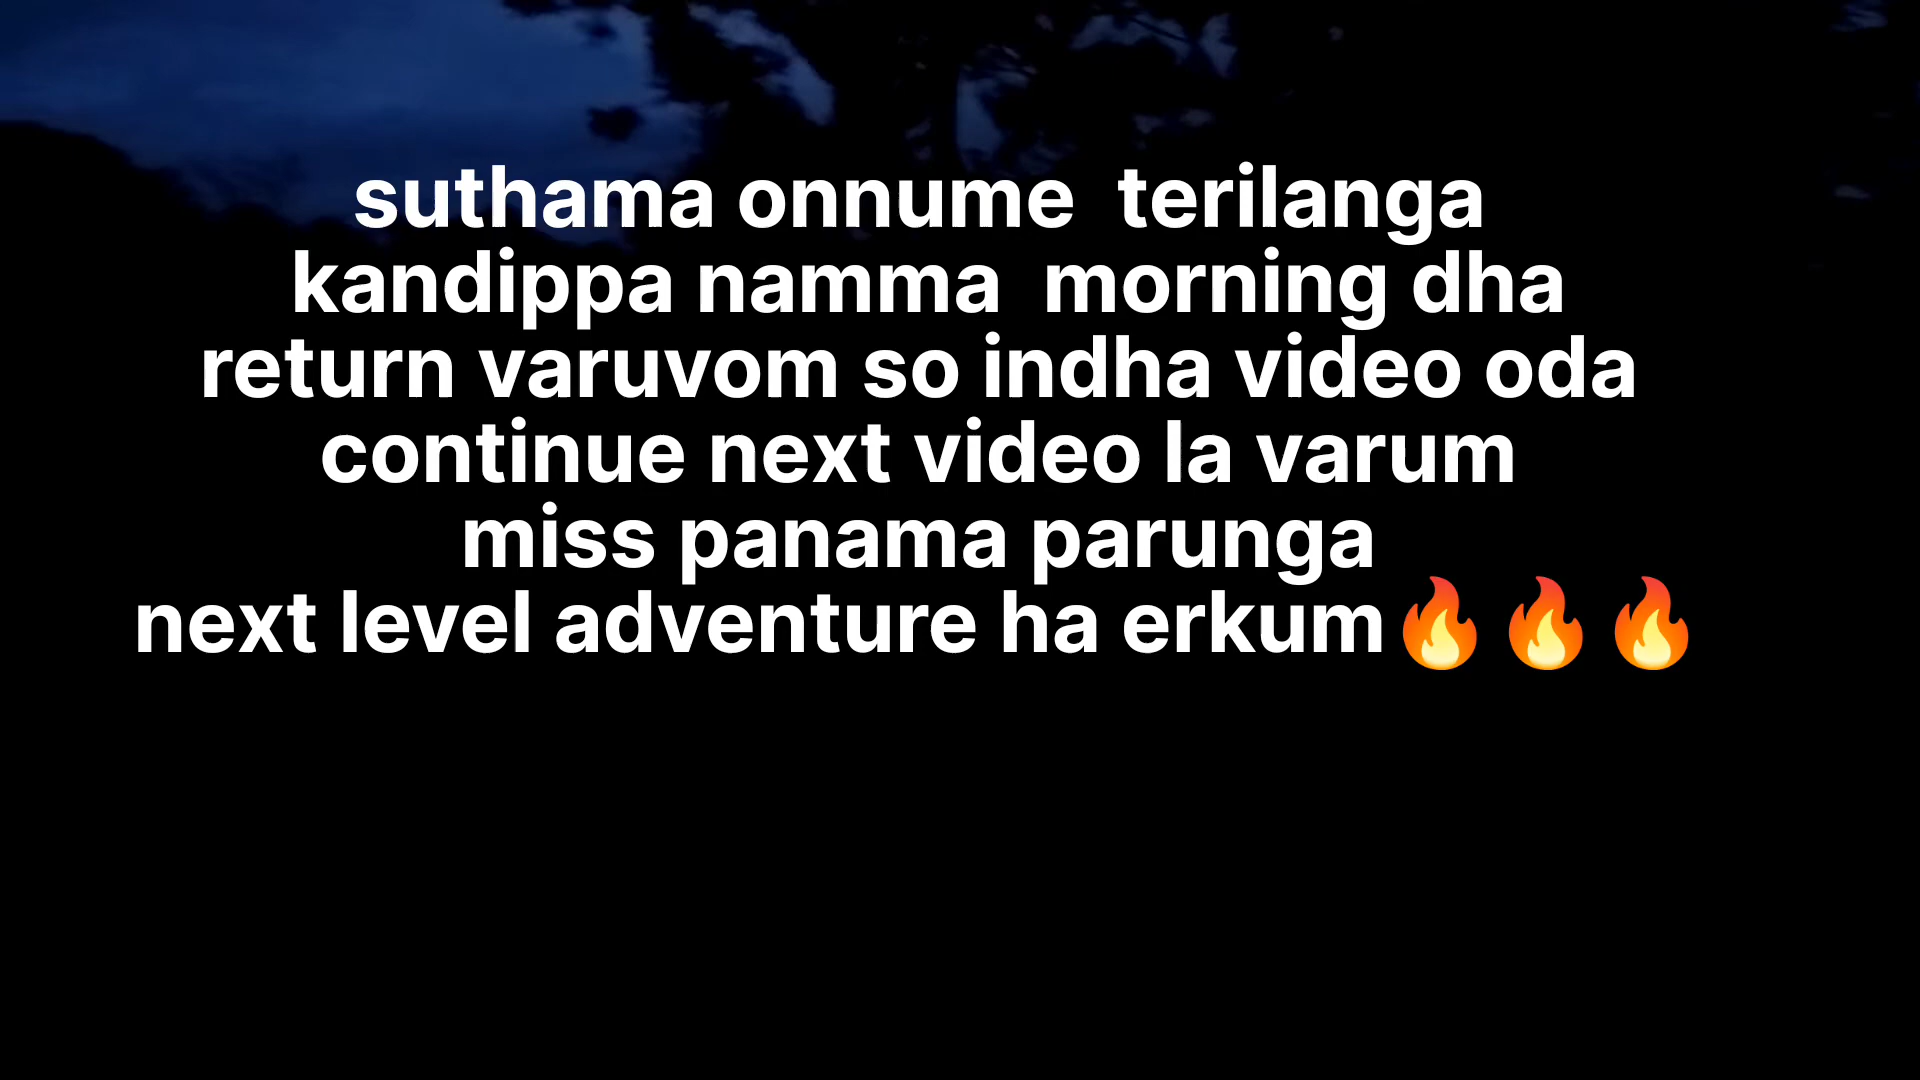 suthama onnume  terilanga
kandippa namma  morning dha
return varuvom so indha video oda
continue next video la varum
miss panama parunga
next level adventure ha erkum🔥🔥🔥